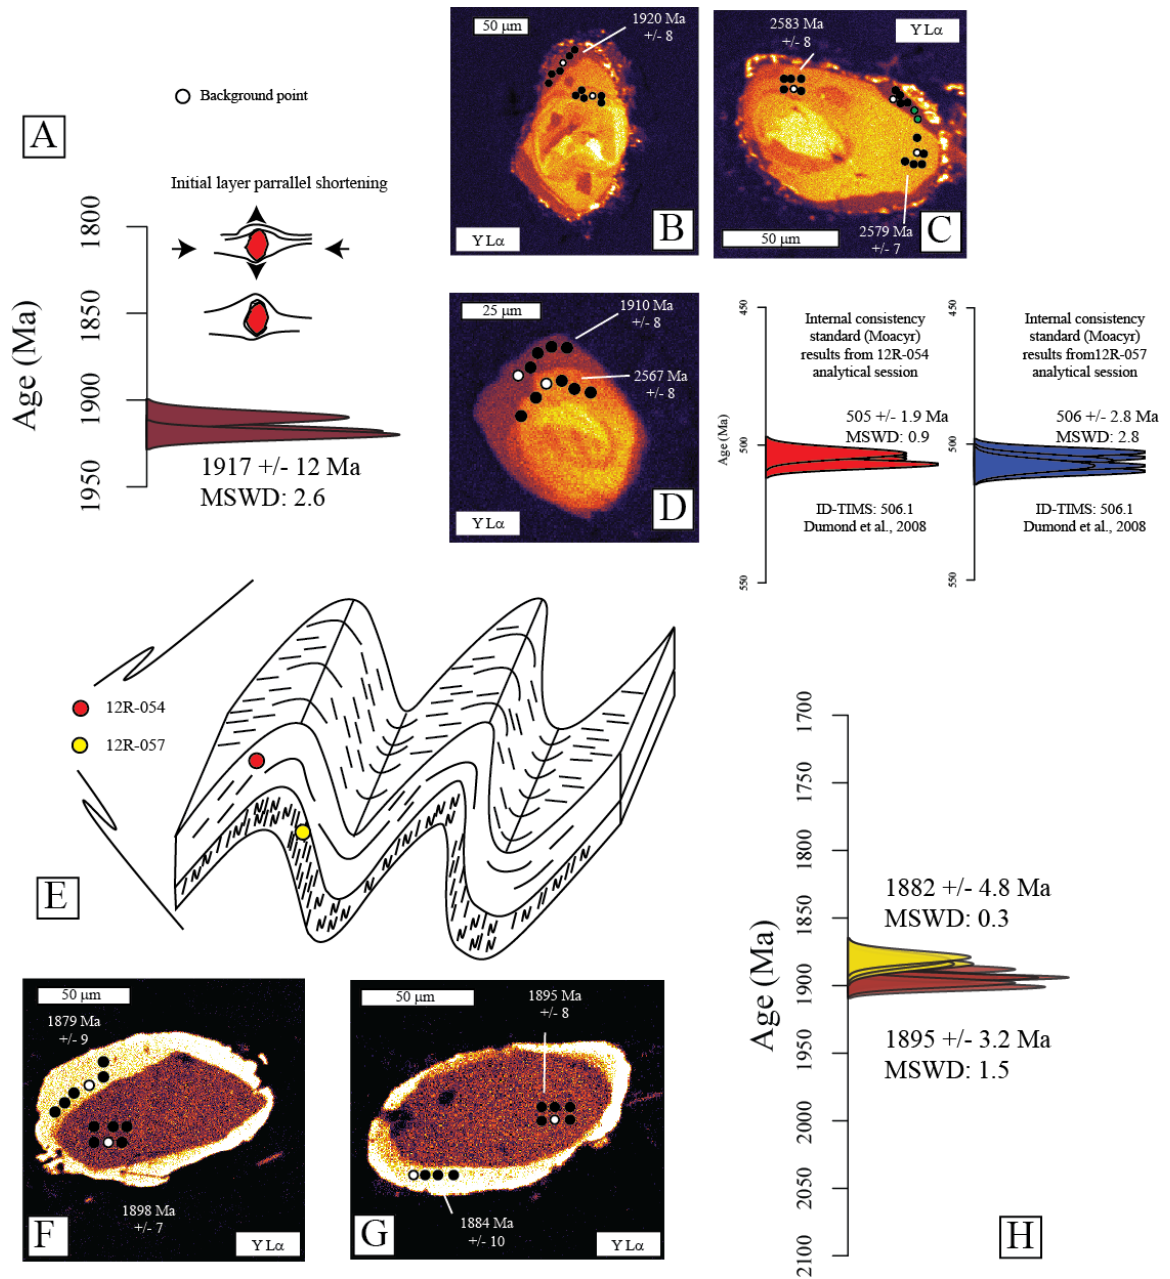 A
Background point
Initial layer parrallel shortening
Age (Ma)
1800
1850
1900
1950
1917 +/- 12 Ma
MSWD: 2.6
50 μm
1920 Ma
+/- 8
Y Lα
B
2583 Ma
+/- 8
Y Lα
50 μm
2579 Ma
+/- 7
C
25 μm
1910 Ma
+/- 8
2567 Ma
+/- 8
Y Lα
D
Age (Ma)
450
500
550
Internal consistency
standard (Moacyr)
results from 12R-054
analytical session
505 +/- 1.9 Ma
MSWD: 0.9
ID-TIMS: 506.1
Dumond et al., 2008
450
500
550
Internal consistency
standard (Moacyr)
results from12R-057
analytical session
506 +/- 2.8 Ma
MSWD: 2.8
ID-TIMS: 506.1
Dumond et al., 2008
12R-054
12R-057
E
50 μm
1879 Ma
+/- 9
1898 Ma
+/- 7
F
Y Lα
50 μm
1895 Ma
+/- 8
1884 Ma
+/- 10
G
Y Lα
Age (Ma)
1700
1750
1800
1850
1900
1950
2000
2050
2100
1882 +/- 4.8 Ma
MSWD: 0.3
1895 +/- 3.2 Ma
MSWD: 1.5
H